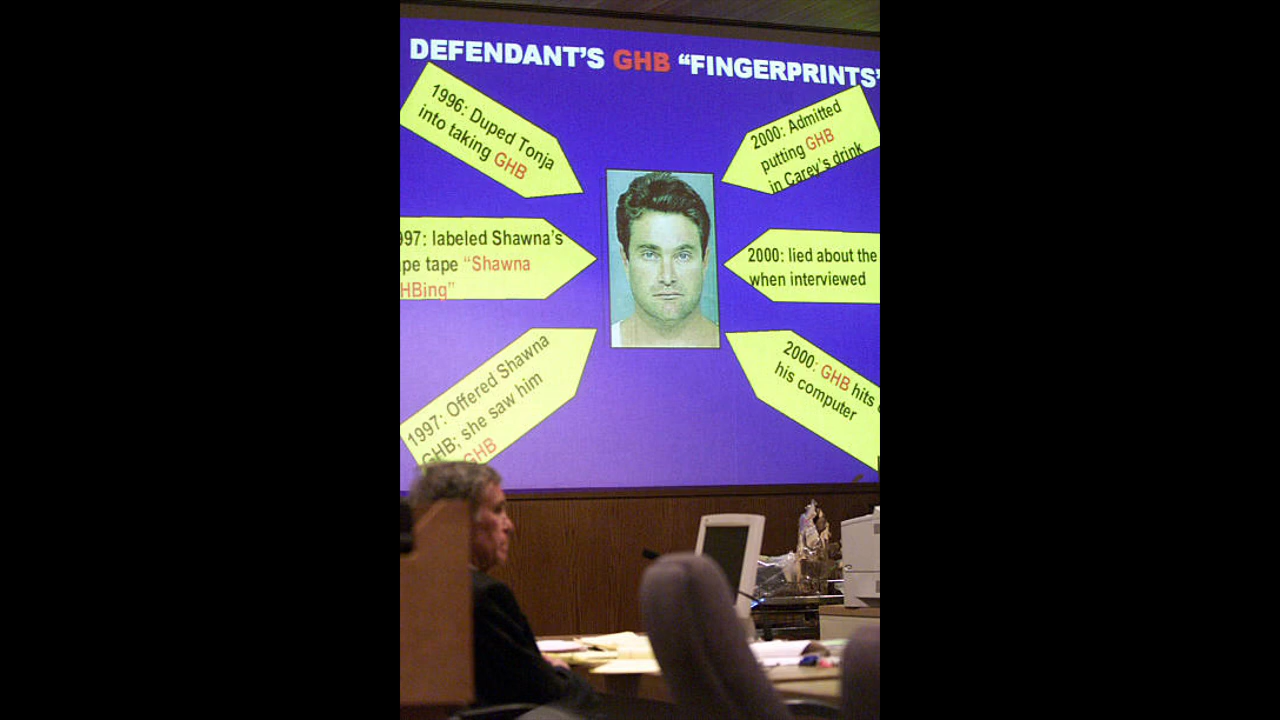 DEFENDANT'S GHB “FINGERPRINTS”
1996: Duped Tonja
into taking GHB
2000: Admitted
putting GHB
in Carey's drink
997: labeled Shawna's
pe tape “Shawna
HBing”
2000: lied about the
when interviewed
1997: Offered Shawna
GHB; she saw him
GHB
2000: GHB hits
his computer